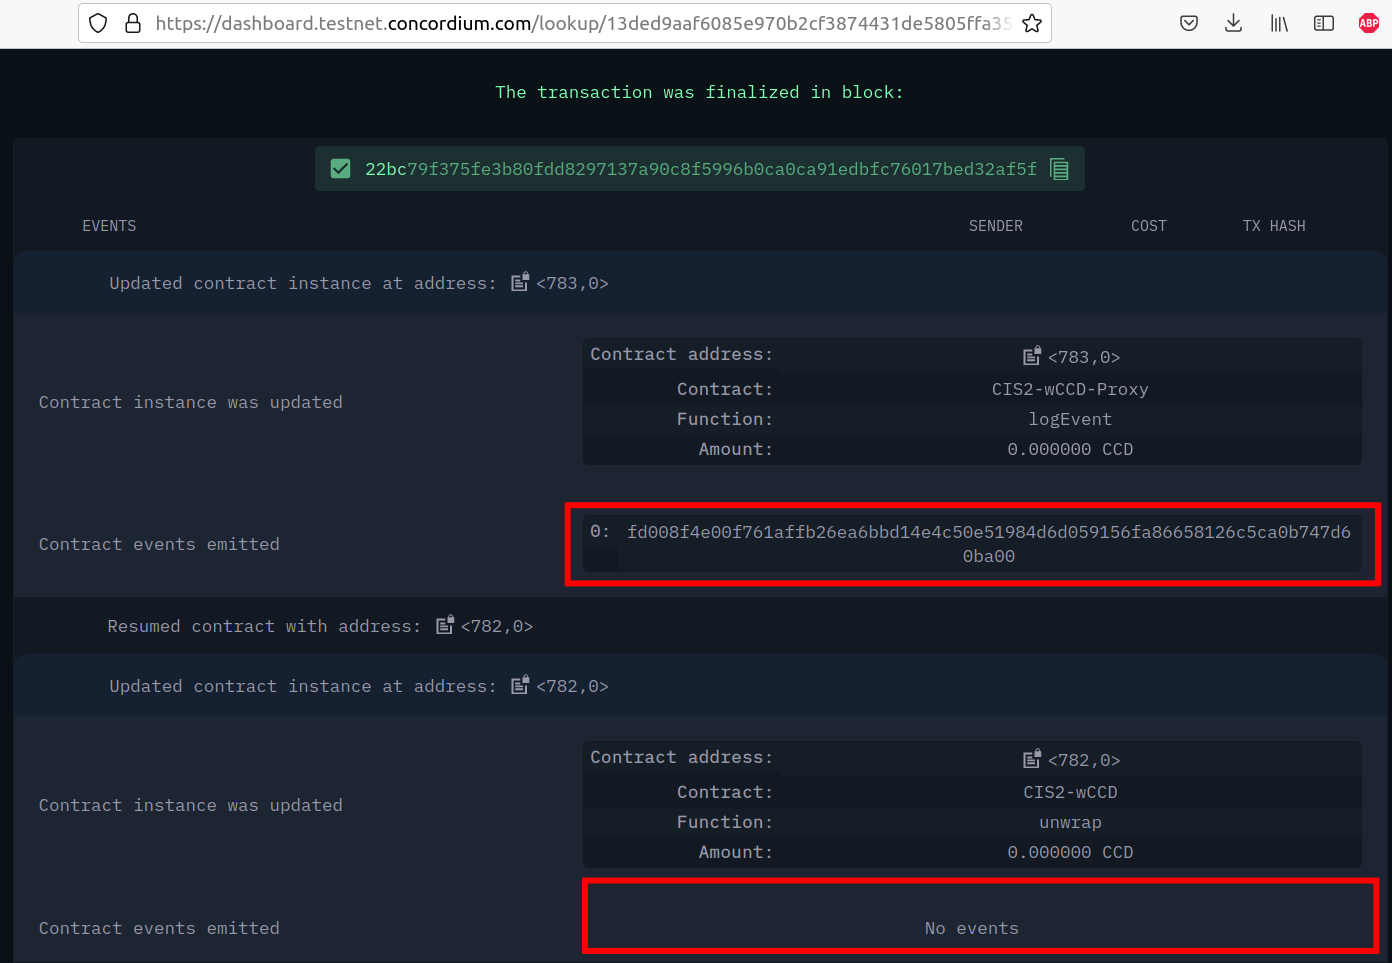 https://dashboard.testnet.concordium.com/lookup/13ded9aaf6085e970b2cf3874431de5805ffa35
ABP
The transaction was finalized in block:
22bc79f375fe3b80fdd8297137a90c8f5996b0ca0ca91edbfc76017bed32af5f
EVENTS SENDER COST TX HASH
Updated contract instance at address: <783,0>
Contract address: <783,0>
Contract: CIS2-wCCD-Proxy
Contract instance was updated
Function: logEvent
Amount: 0.000000 CCD
0: fd008f4e00f761affb26ea6bbd14e4c50e51984d6d059156fa86658126c5ca0b747d6
Contract events emitted
0ba00
Resumed contract with address: <782,0>
Updated contract instance at address: <782,0>
Contract address: <782,0>
Contract: CIS2-wCCD
Contract instance was updated
Function: unwrap
Amount: 0.000000 CCD
Contract events emitted No events